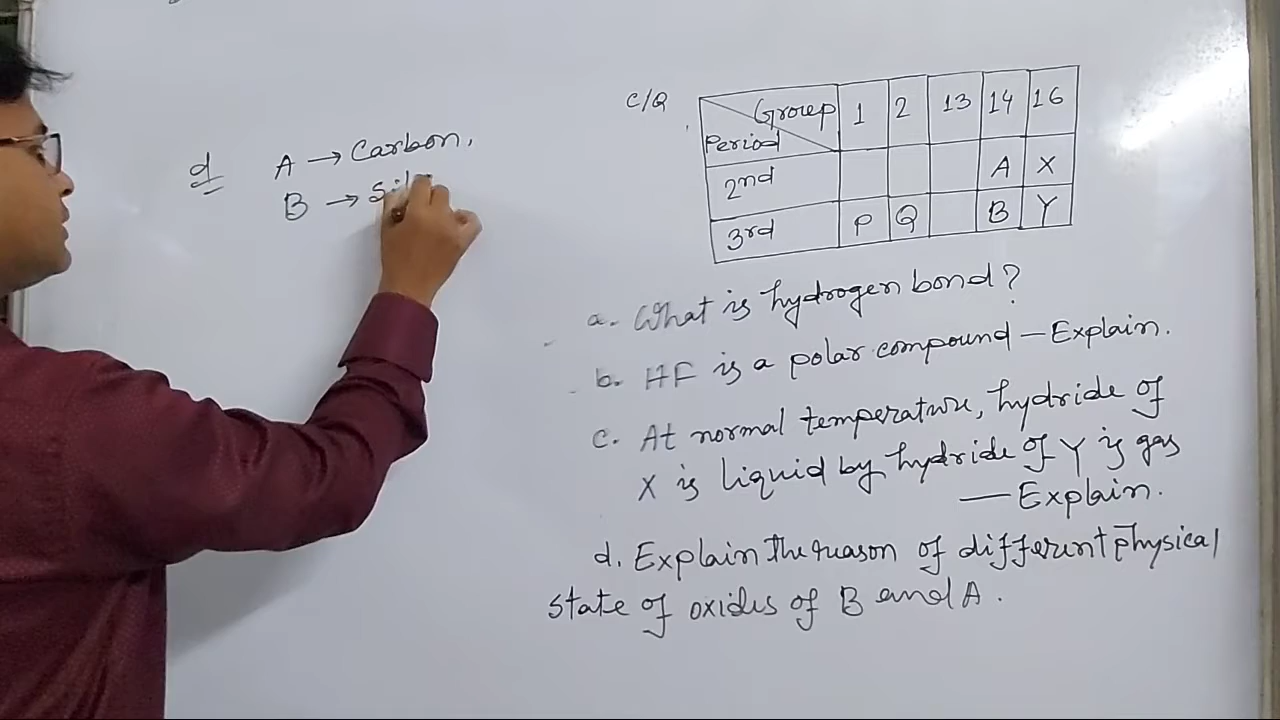 d A → Carbon,
B → Sil
C/Q
Group 1 2 13 14 16
Period
2nd A X
3rd P Q B Y
a. What is hydrogen bond?
b. HF is a polar compound — Explain.
c. At normal temperature, hydride of
X is liquid by hydride of Y is gas
— Explain.
d. Explain the reason of different physical
state of oxides of B and A.